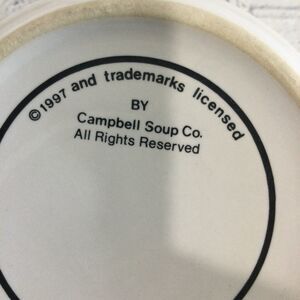 ©1997 and trademarks licensed
BY
Campbell Soup Co.
All Rights Reserved